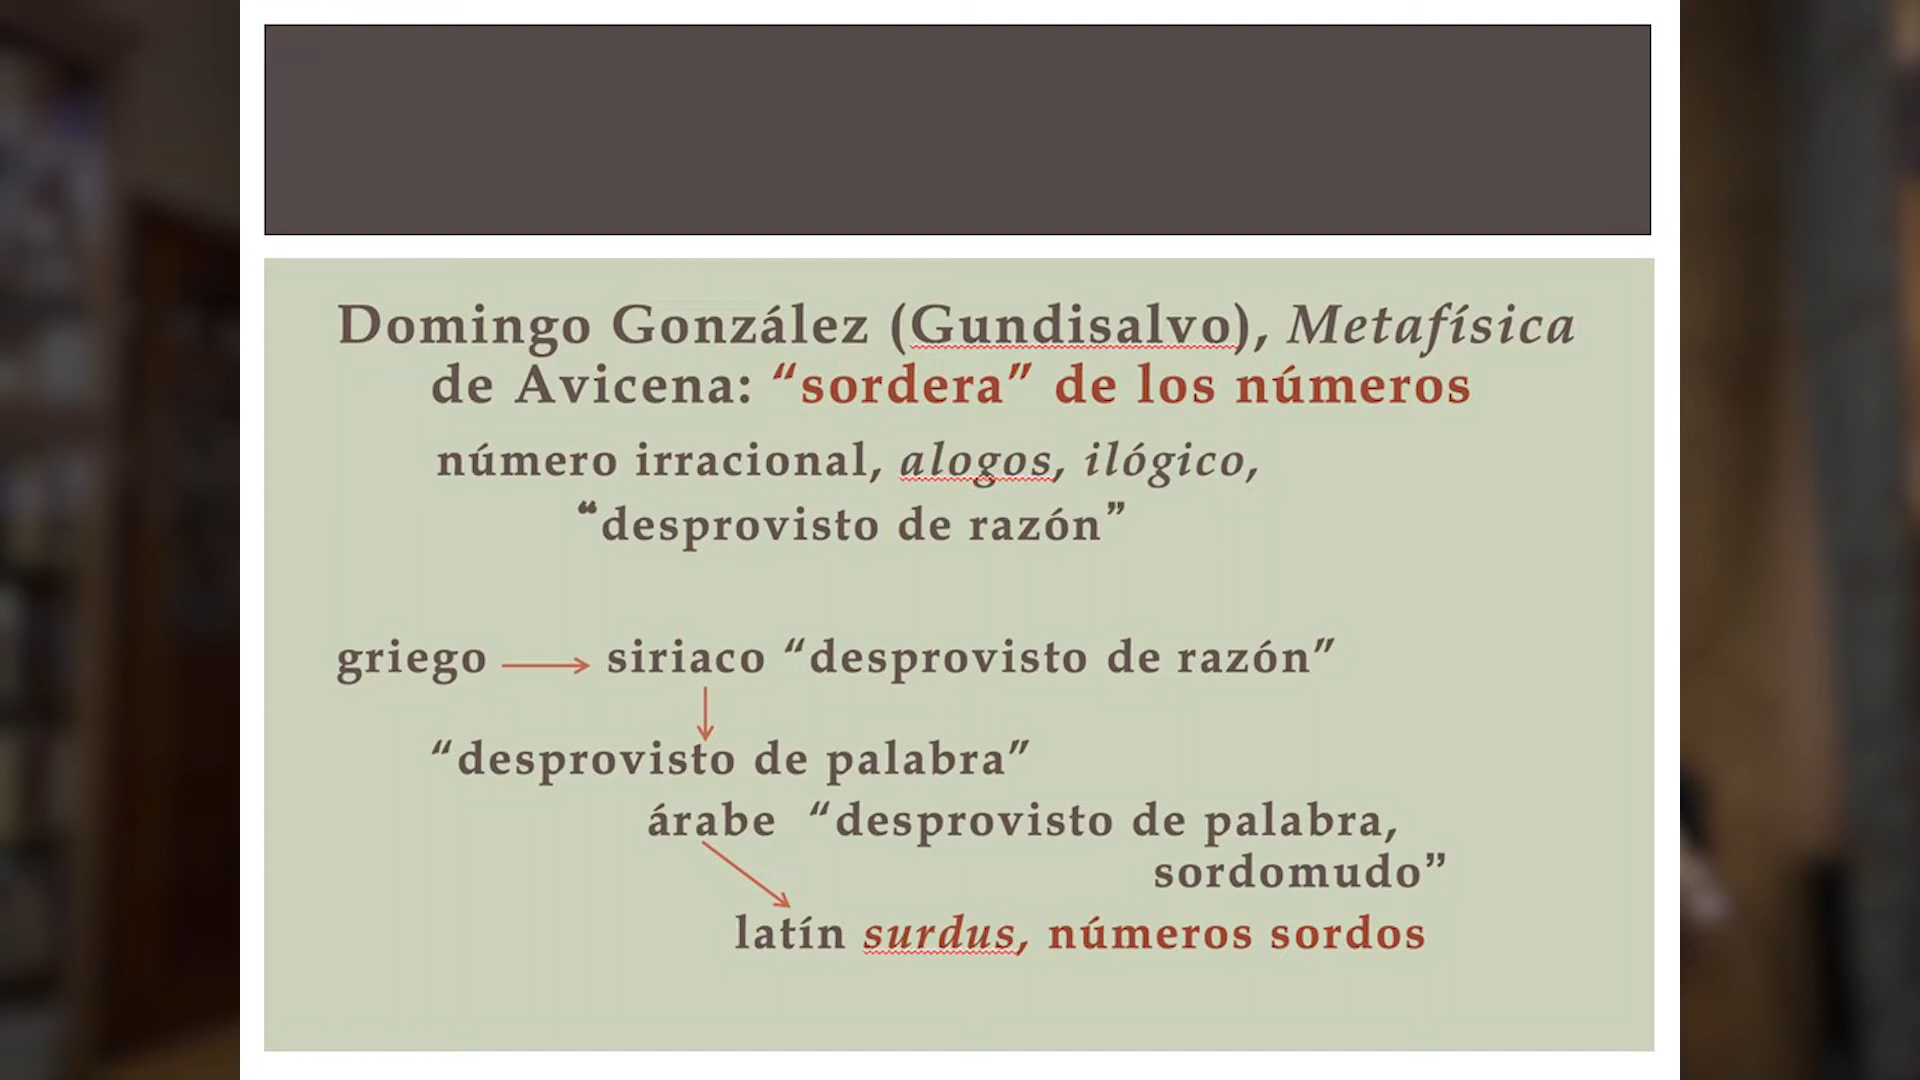 Domingo González (Gundisalvo), Metafísica
de Avicena: “sordera” de los números
número irracional, alogos, ilógico,
“desprovisto de razón”
griego siriaco “desprovisto de razón”
“desprovisto de palabra”
árabe “desprovisto de palabra,
sordomudo”
latín surdus, números sordos